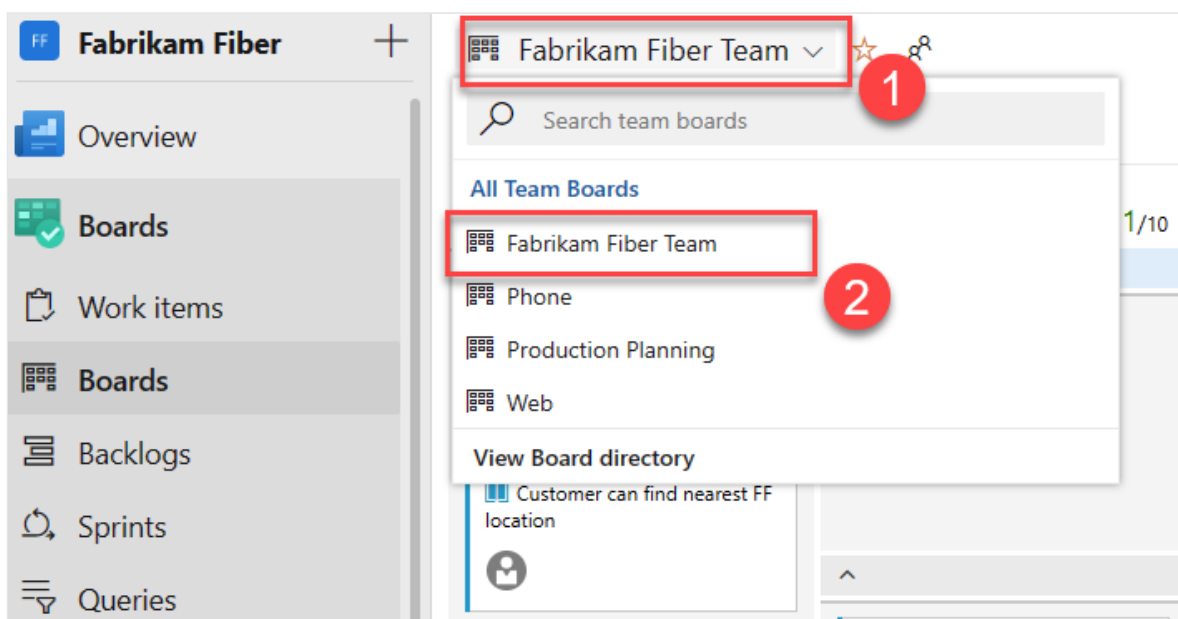 FF Fabrikam Fiber
Overview
Boards
Work items
Boards
Backlogs
Sprints
Queries
Fabrikam Fiber Team
1
Search team boards
All Team Boards
Fabrikam Fiber Team
Phone
2
Production Planning
Web
View Board directory
1/10
Customer can find nearest FF
location